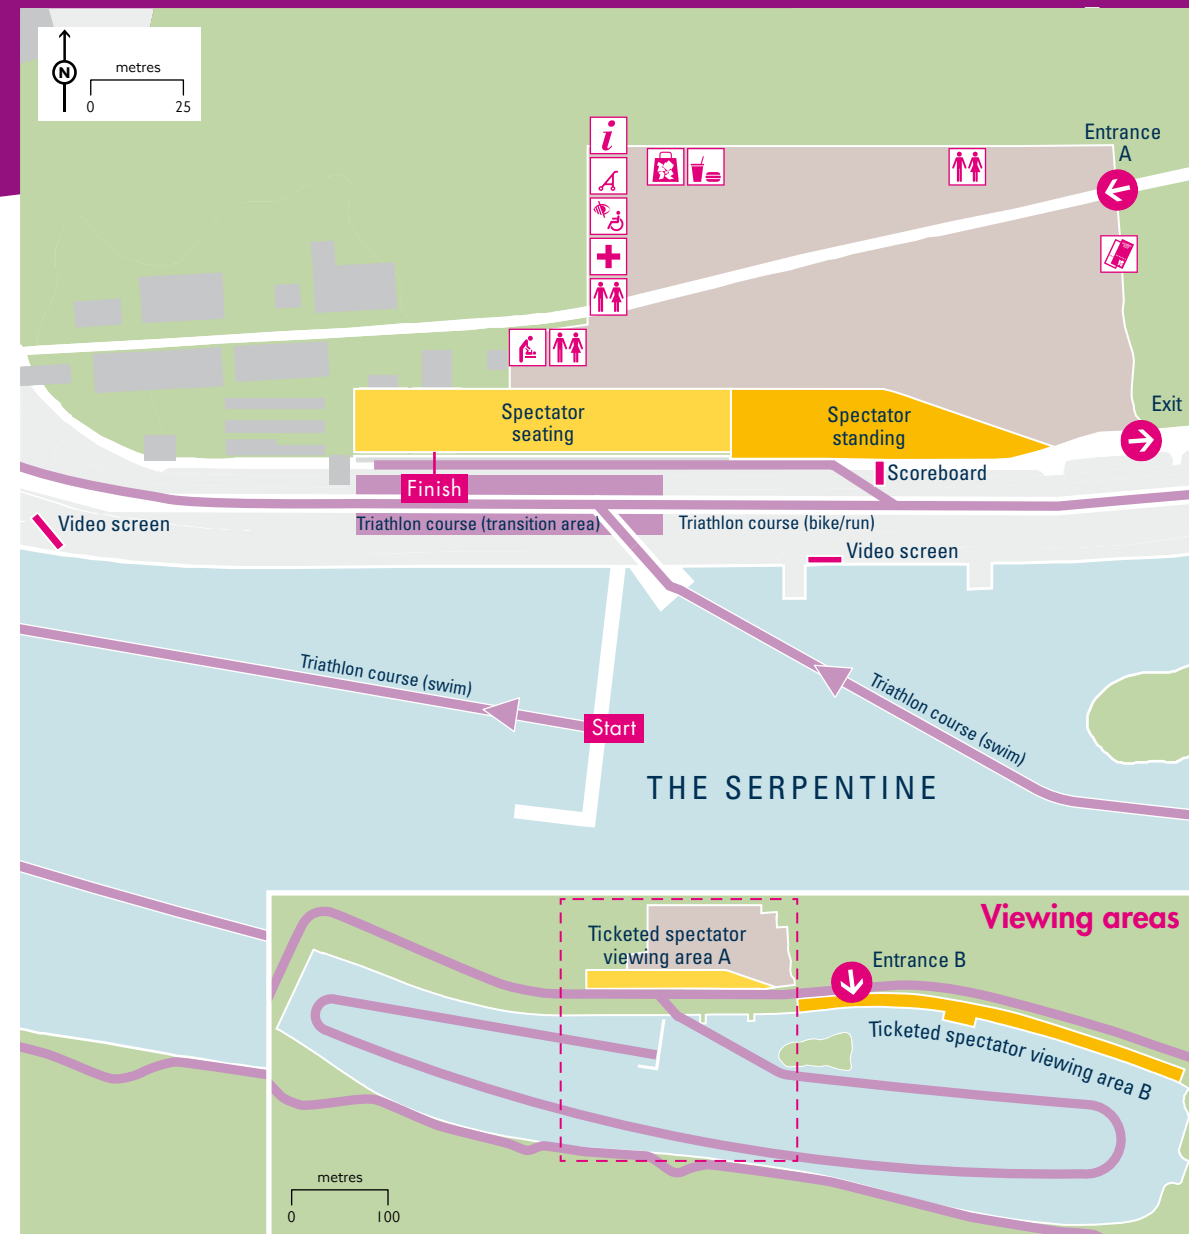 N
metres
0 25
i
Entrance
A
Spectator
seating
Spectator
standing
Exit
Scoreboard
Finish
Video screen
Triathlon course (transition area)
Triathlon course (bike/run)
Video screen
Triathlon course (swim)
Triathlon course (swim)
Start
THE SERPENTINE
Viewing areas
Ticketed spectator
viewing area A
Entrance B
Ticketed spectator viewing area B
metres
0 100